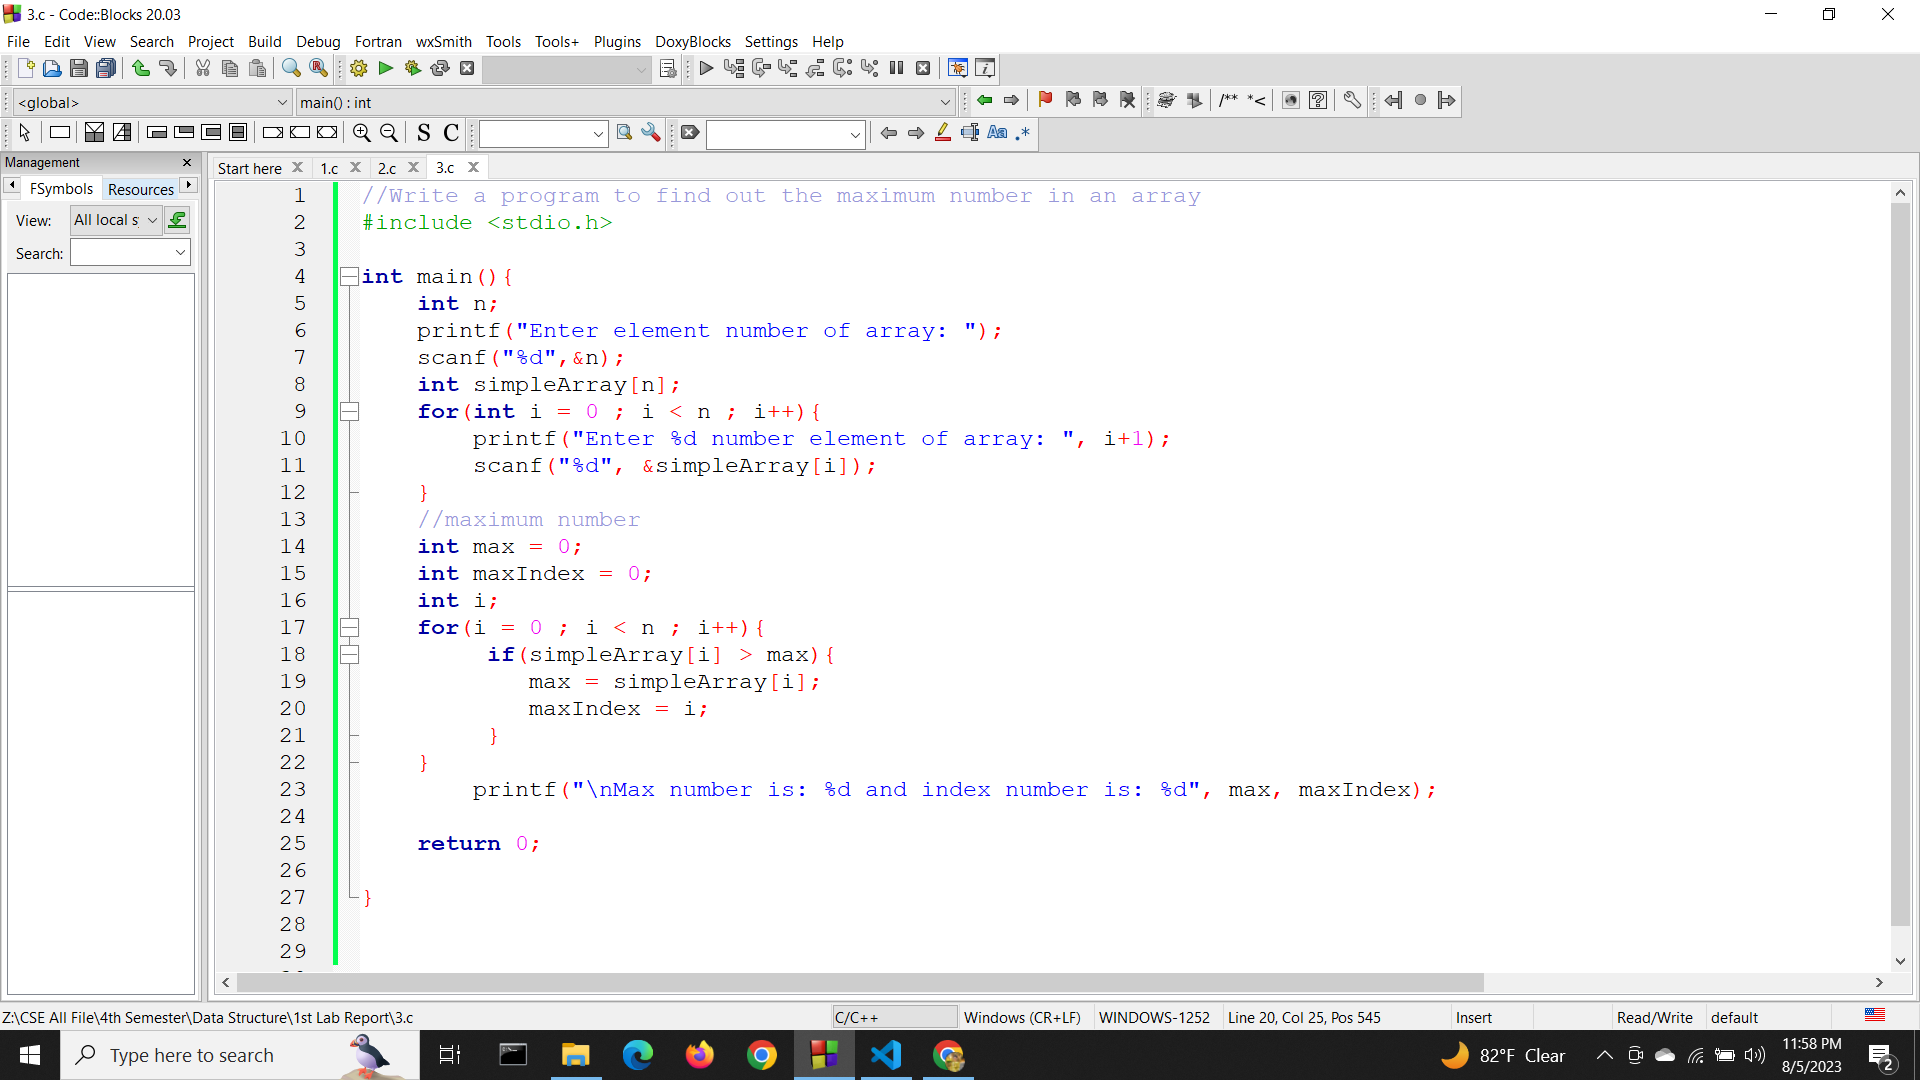 3.c - Code::Blocks 20.03
File Edit View Search Project Build Debug Fortran wxSmith Tools Tools+ Plugins DoxyBlocks Settings Help
<global> main() : int /** *<
S C Aa .*
Management
Start here 1.c 2.c 3.c
FSymbols Resources
View: All local s
Search:
1 //Write a program to find out the maximum number in an array
2 #include <stdio.h>
3
4 int main(){
5 int n;
6 printf("Enter element number of array: ");
7 scanf("%d",&n);
8 int simpleArray[n];
9 for(int i = 0 ; i < n ; i++){
10 printf("Enter %d number element of array: ", i+1);
11 scanf("%d", &simpleArray[i]);
12 }
13 //maximum number
14 int max = 0;
15 int maxIndex = 0;
16 int i;
17 for(i = 0 ; i < n ; i++){
18 if(simpleArray[i] > max){
19 max = simpleArray[i];
20 maxIndex = i;
21 }
22 }
23 printf("\nMax number is: %d and index number is: %d", max, maxIndex);
24
25 return 0;
26
27 }
28
29
Z:\CSE All File\4th Semester\Data Structure\1st Lab Report\3.c C/C++ Windows (CR+LF) WINDOWS-1252 Line 20, Col 25, Pos 545 Insert Read/Write default
Type here to search 82°F Clear 11:58 PM
8/5/2023 2